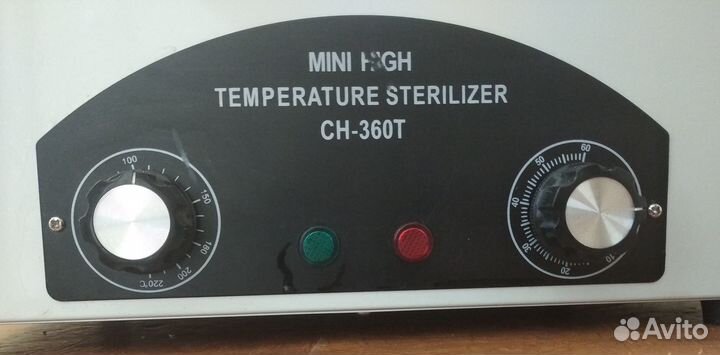 MINI HIGH
TEMPERATURE STERILIZER
CH-360T
100
150
180
200
220°C
60
50
40
30
20
10
Avito